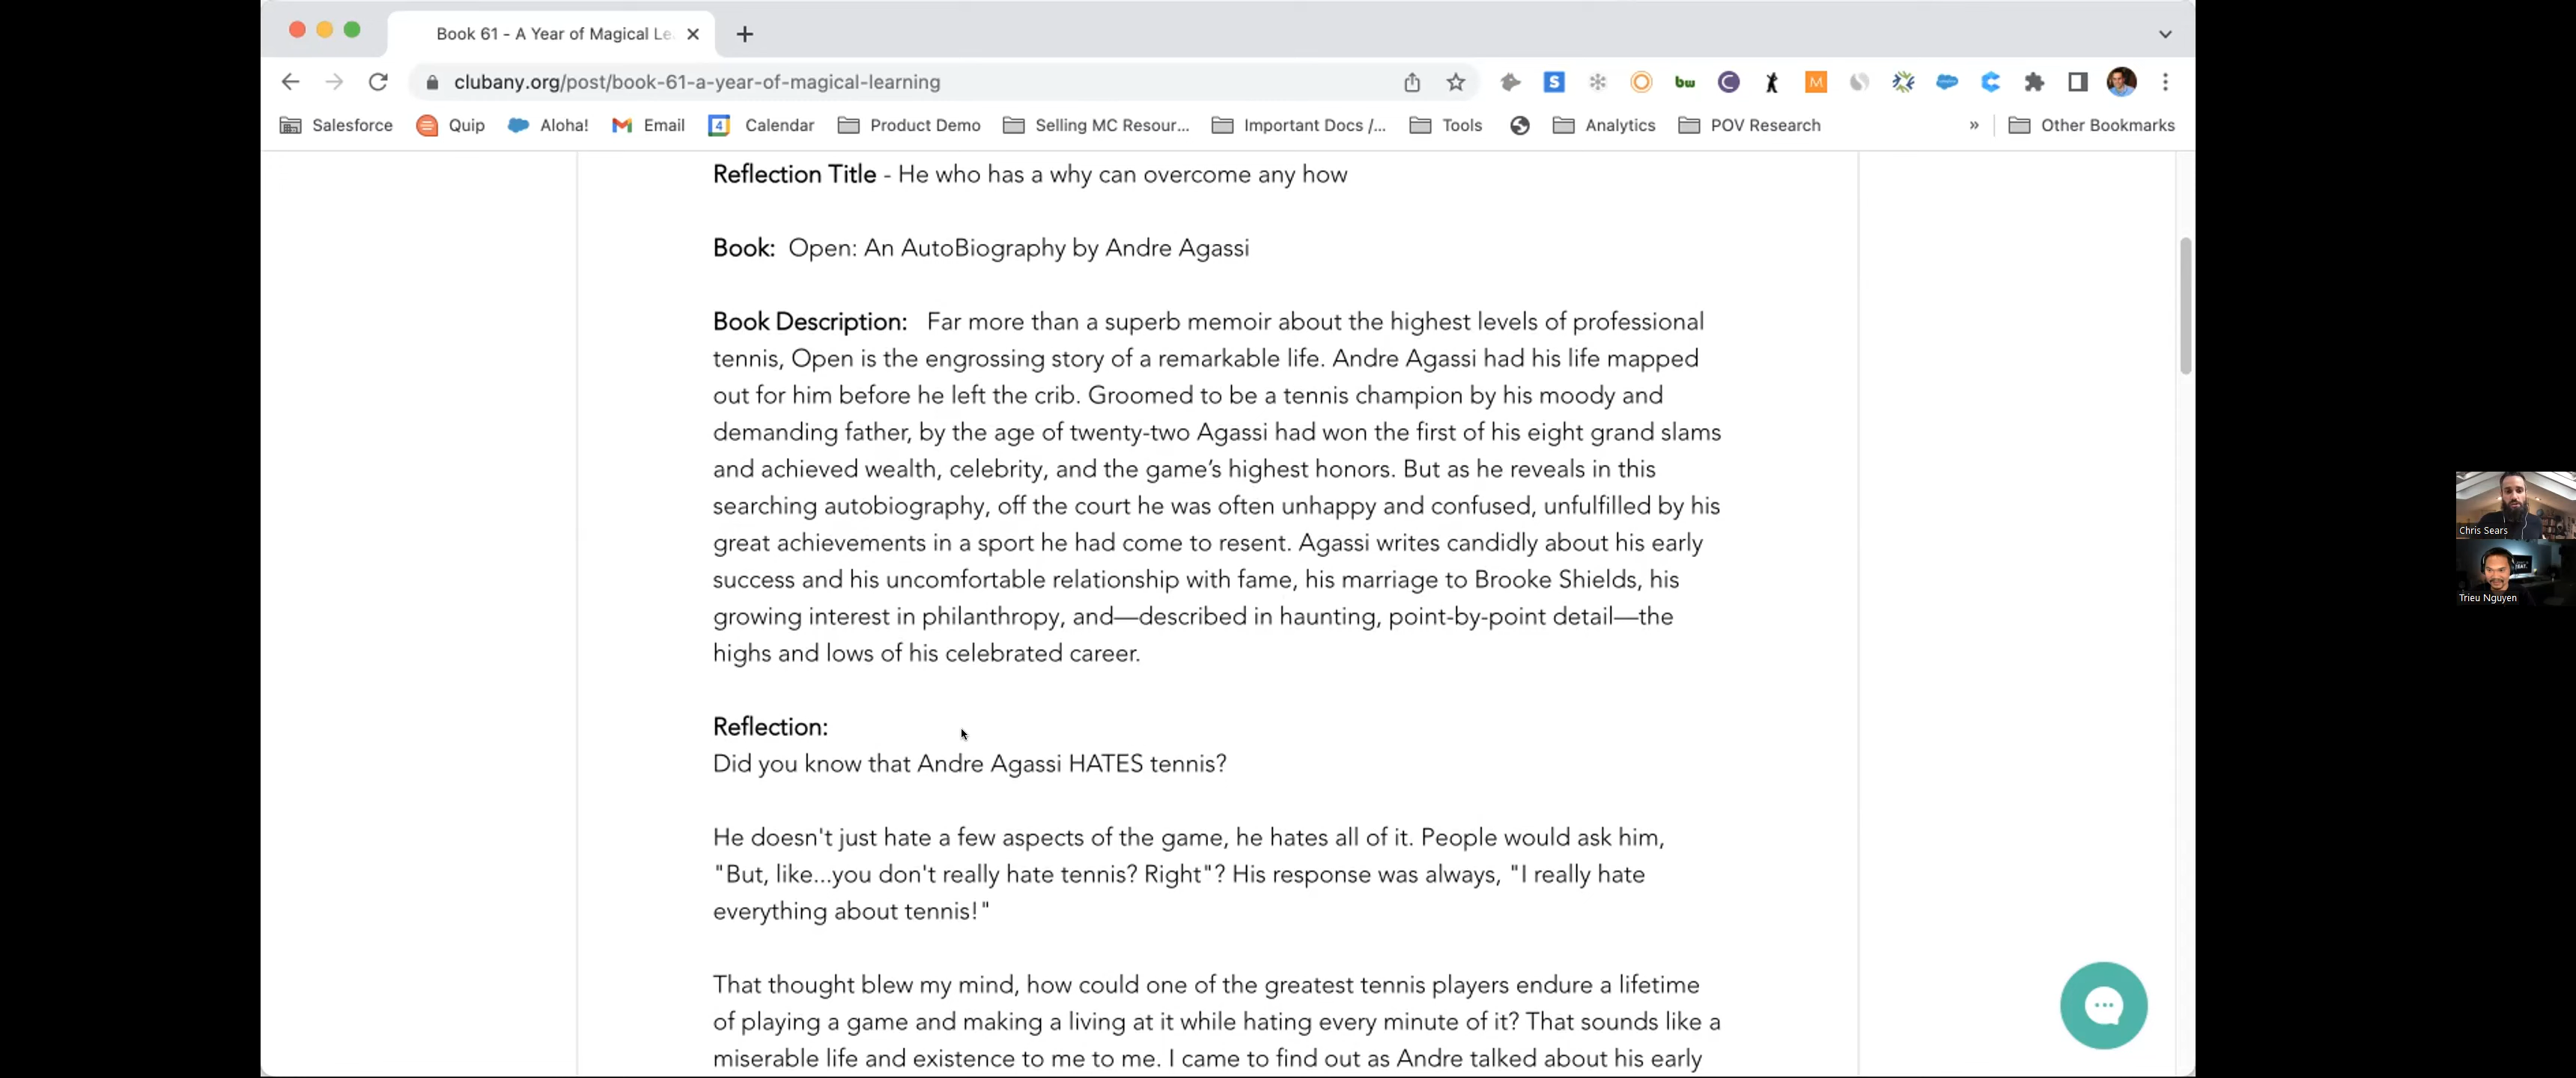 Book 61 - A Year of Magical Le
clubany.org/post/book-61-a-year-of-magical-learning
S
bw
C
M
Salesforce
Quip
Aloha!
Email
4
Calendar
Product Demo
Selling MC Resour...
Important Docs /...
Tools
Analytics
POV Research
»
Other Bookmarks
Reflection Title - He who has a why can overcome any how
Book: Open: An AutoBiography by Andre Agassi
Book Description: Far more than a superb memoir about the highest levels of professional
tennis, Open is the engrossing story of a remarkable life. Andre Agassi had his life mapped
out for him before he left the crib. Groomed to be a tennis champion by his moody and
demanding father, by the age of twenty-two Agassi had won the first of his eight grand slams
and achieved wealth, celebrity, and the game’s highest honors. But as he reveals in this
searching autobiography, off the court he was often unhappy and confused, unfulfilled by his
great achievements in a sport he had come to resent. Agassi writes candidly about his early
success and his uncomfortable relationship with fame, his marriage to Brooke Shields, his
growing interest in philanthropy, and—described in haunting, point-by-point detail—the
highs and lows of his celebrated career.
Reflection:
Did you know that Andre Agassi HATES tennis?
He doesn't just hate a few aspects of the game, he hates all of it. People would ask him,
"But, like...you don't really hate tennis? Right"? His response was always, "I really hate
everything about tennis!"
That thought blew my mind, how could one of the greatest tennis players endure a lifetime
of playing a game and making a living at it while hating every minute of it? That sounds like a
miserable life and existence to me to me. I came to find out as Andre talked about his early
Chris Sears
Trieu Nguyen